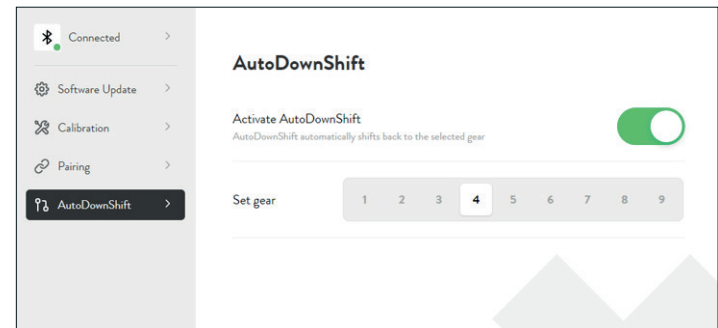 Connected
Software Update
Calibration
Pairing
AutoDownShift
AutoDownShift
Activate AutoDownShift
AutoDownShift automatically shifts back to the selected gear
Set gear 1 2 3 4 5 6 7 8 9